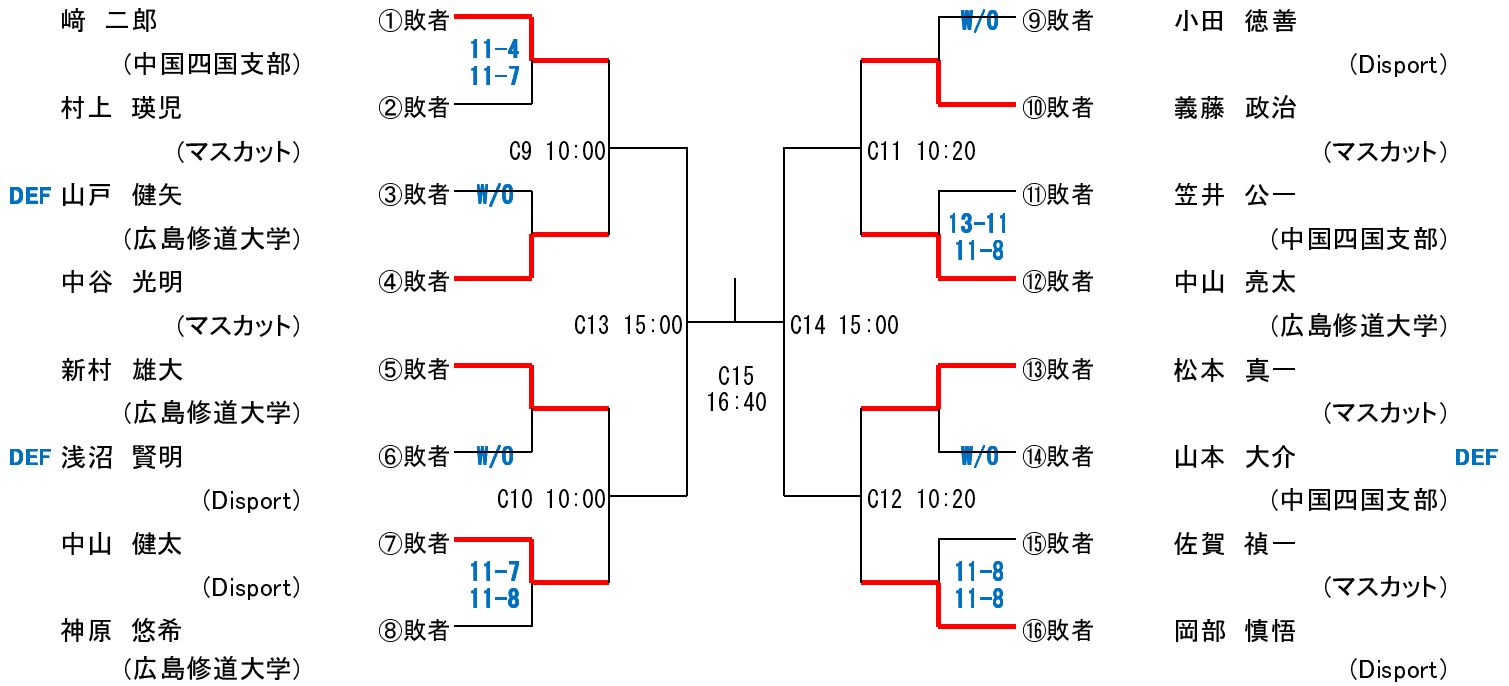 﨑 二郎 ①敗者
(中国四国支部)
11-4
11-7
村上 瑛児 ②敗者
(マスカット)
C9 10:00
DEF 山戸 健矢 ③敗者 W/O
(広島修道大学)
中谷 光明 ④敗者
(マスカット)
C13 15:00
新村 雄大 ⑤敗者
(広島修道大学)
DEF 浅沼 賢明 ⑥敗者 W/O
(Disport)
C10 10:00
中山 健太 ⑦敗者
(Disport)
11-7
11-8
神原 悠希 ⑧敗者
(広島修道大学)
C15
16:40
W/O ⑨敗者 小田 徳善
(Disport)
⑩敗者 義藤 政治
(マスカット)
C11 10:20
⑪敗者 笠井 公一
(中国四国支部)
13-11
11-8
⑫敗者 中山 亮太
(広島修道大学)
C14 15:00
⑬敗者 松本 真一
(マスカット)
W/O ⑭敗者 山本 大介 DEF
(中国四国支部)
C12 10:20
⑮敗者 佐賀 禎一
(マスカット)
11-8
11-8
⑯敗者 岡部 慎悟
(Disport)